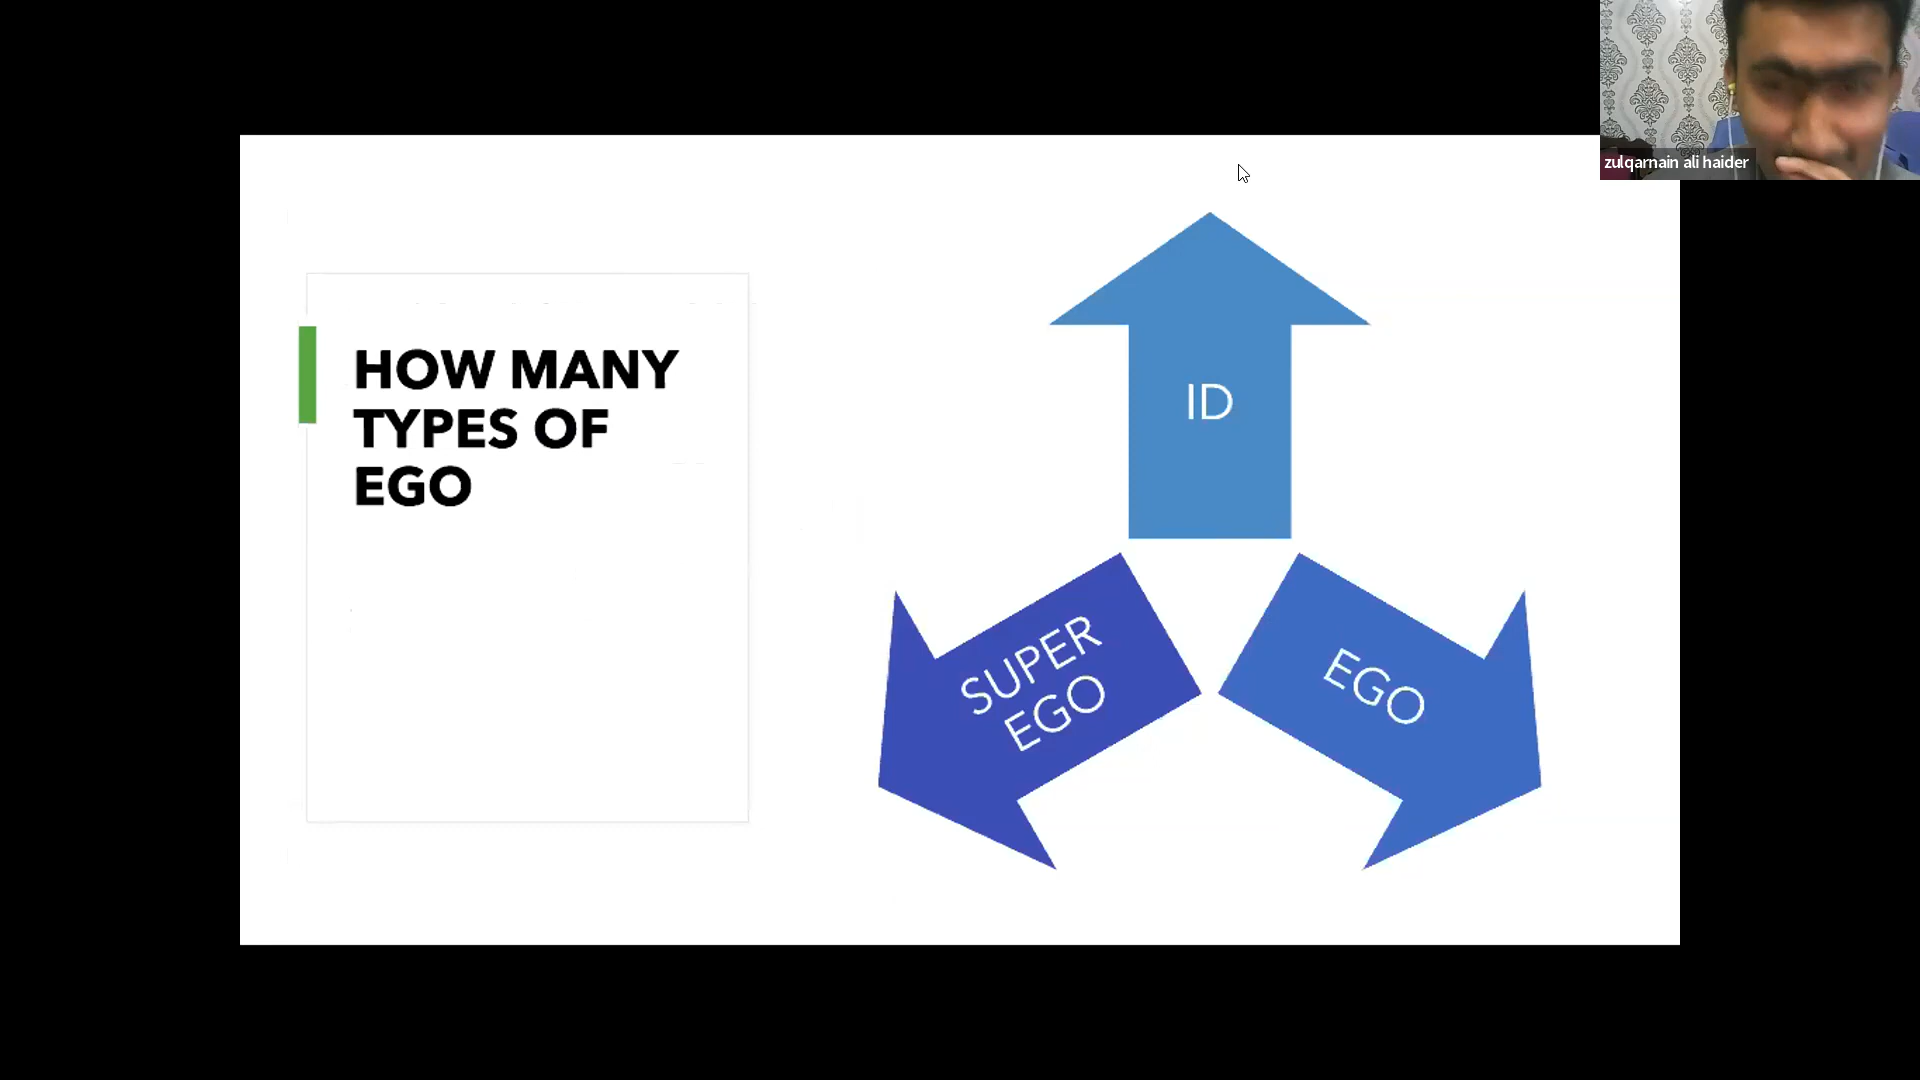 zulqarnain ali haider
HOW MANY
TYPES OF
EGO
ID
SUPER
EGO
EGO